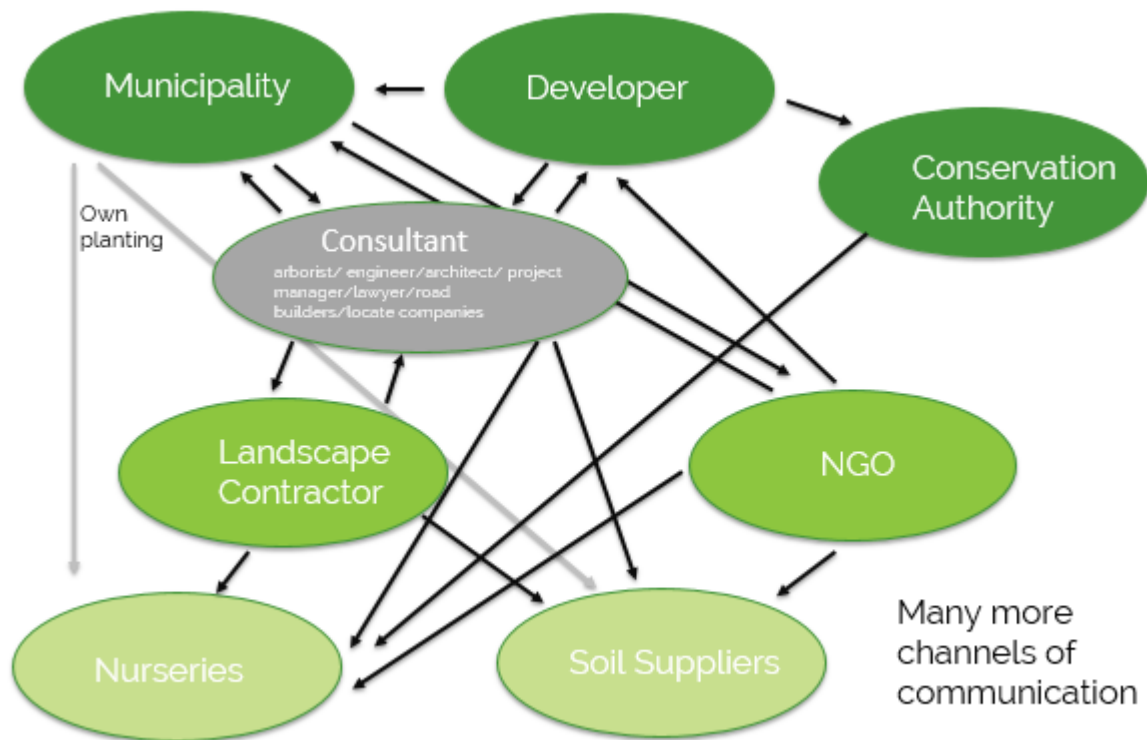 Municipality
Developer
Conservation
Authority
Own
planting
Consultant
arborist/ engineer/architect/ project
manager/lawyer/road
builders/locate companies
Landscape
Contractor
NGO
Nurseries
Soil Suppliers
Many more
channels of
communication